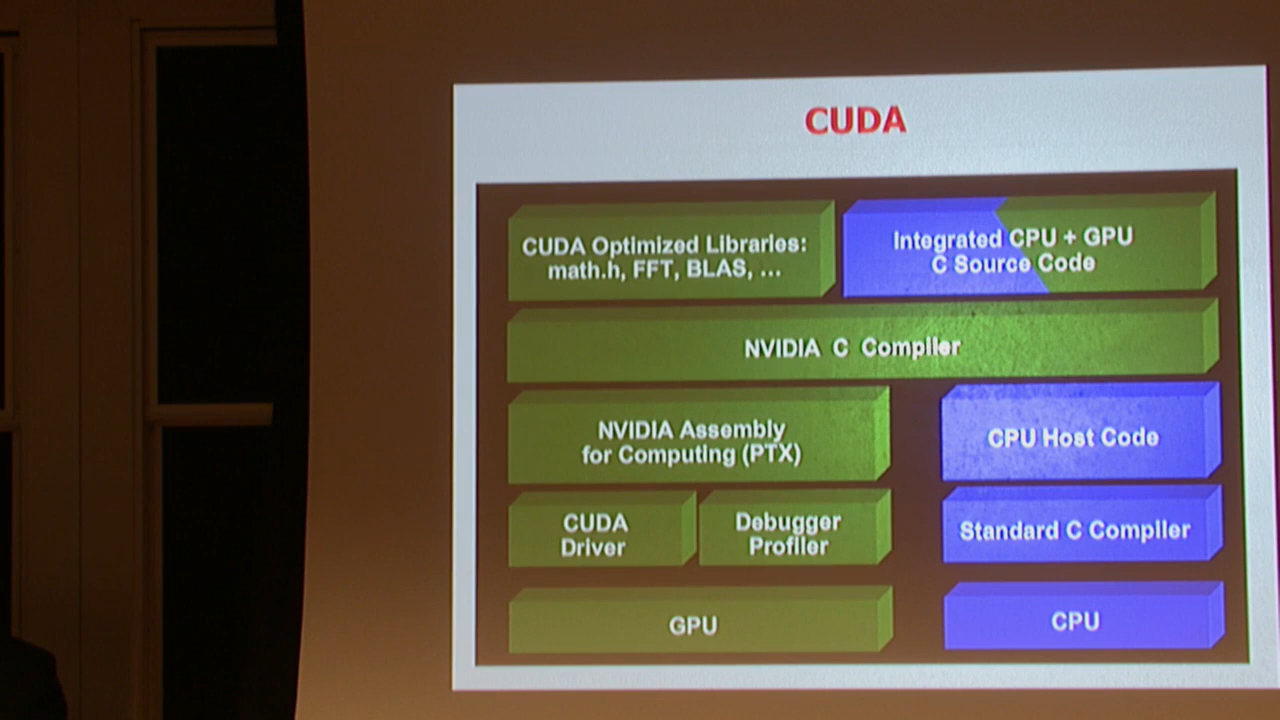 CUDA
CUDA Optimized Libraries:
math.h, FFT, BLAS, ...
Integrated CPU + GPU
C Source Code
NVIDIA C Compiler
NVIDIA Assembly
for Computing (PTX)
CPU Host Code
CUDA
Driver
Debugger
Profiler
Standard C Compiler
GPU
CPU